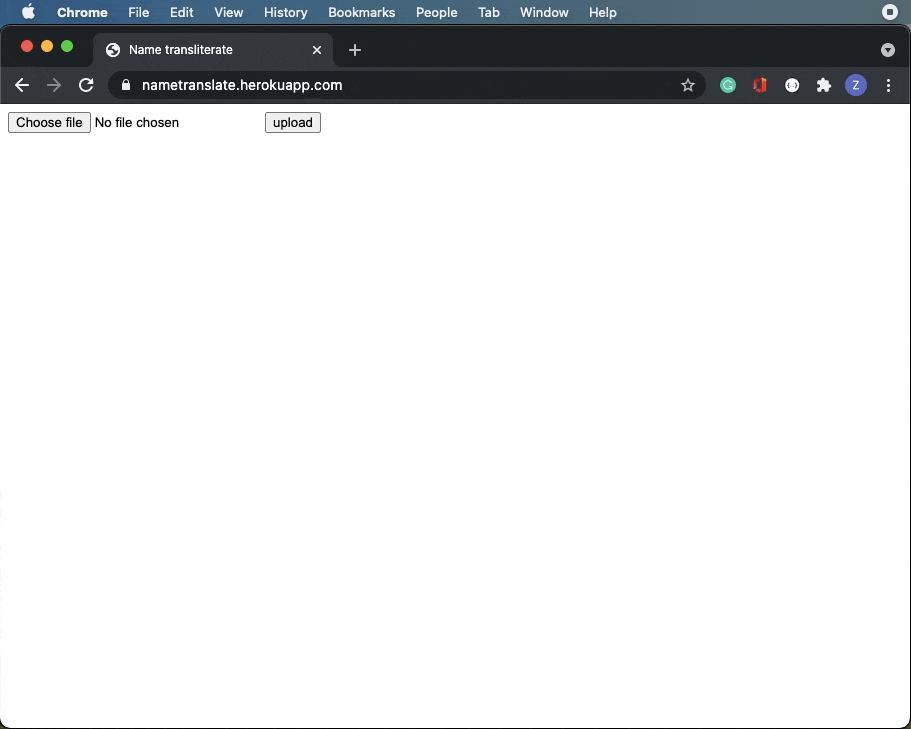 Chrome File Edit View History Bookmarks People Tab Window Help
Name transliterate
nametranslate.herokuapp.com
Z
Choose file No file chosen upload